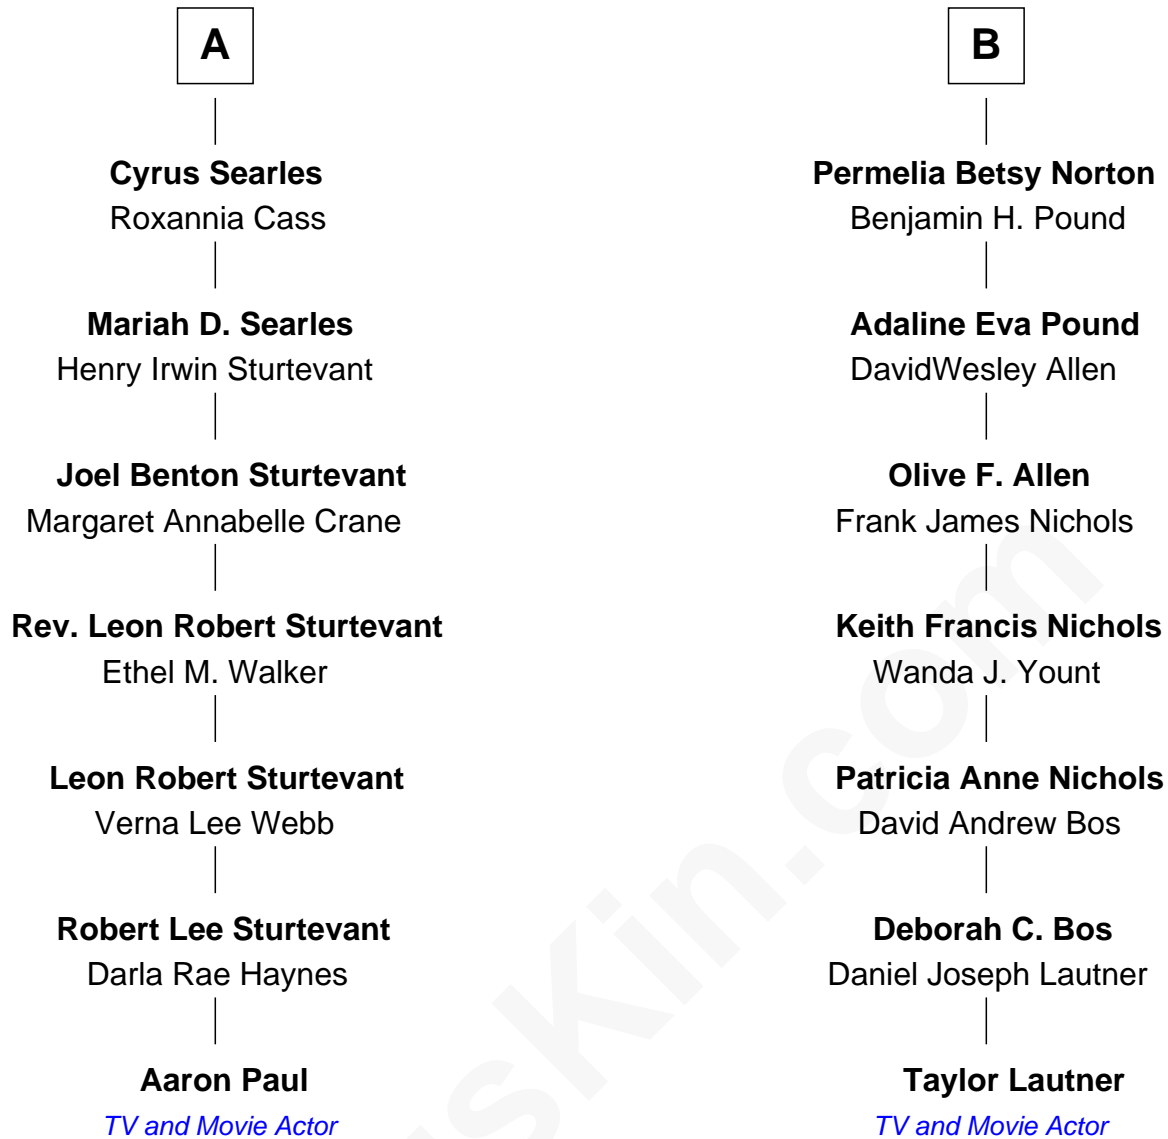 A
Cyrus Searles
Roxannia Cass
Mariah D. Searles
Henry Irwin Sturtevant
Joel Benton Sturtevant
Margaret Annabelle Crane
Rev. Leon Robert Sturtevant
Ethel M. Walker
Leon Robert Sturtevant
Verna Lee Webb
Robert Lee Sturtevant
Darla Rae Haynes
Aaron Paul
TV and Movie Actor
B
Permelia Betsy Norton
Benjamin H. Pound
Adaline Eva Pound
DavidWesley Allen
Olive F. Allen
Frank James Nichols
Keith Francis Nichols
Wanda J. Yount
Patricia Anne Nichols
David Andrew Bos
Deborah C. Bos
Daniel Joseph Lautner
Taylor Lautner
TV and Movie Actor
sKin.com